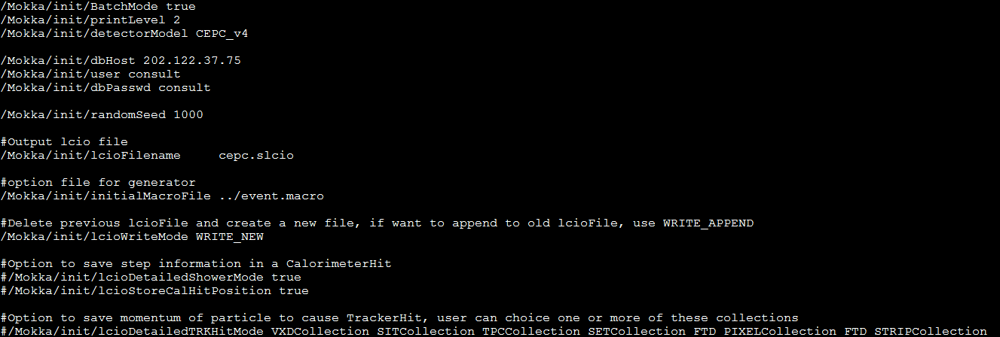 /Mokka/init/BatchMode true
/Mokka/init/printLevel 2
/Mokka/init/detectorModel CEPC_v4
/Mokka/init/dbHost 202.122.37.75
/Mokka/init/user consult
/Mokka/init/dbPasswd consult
/Mokka/init/randomSeed 1000
#Output lcio file
/Mokka/init/lcioFilename     cepc.slcio
#option file for generator
/Mokka/init/initialMacroFile ../event.macro
#Delete previous lcioFile and create a new file, if want to append to old lcioFile, use WRITE_APPEND
/Mokka/init/lcioWriteMode WRITE_NEW
#Option to save step information in a CalorimeterHit
#/Mokka/init/lcioDetailedShowerMode true
#/Mokka/init/lcioStoreCalHitPosition true
#Option to save momentum of particle to cause TrackerHit, user can choice one or more of these collections
#/Mokka/init/lcioDetailedTRKHitMode VXDCollection SITCollection TPCCollection SETCollection FTD_PIXELCollection FTD_STRIPCollection